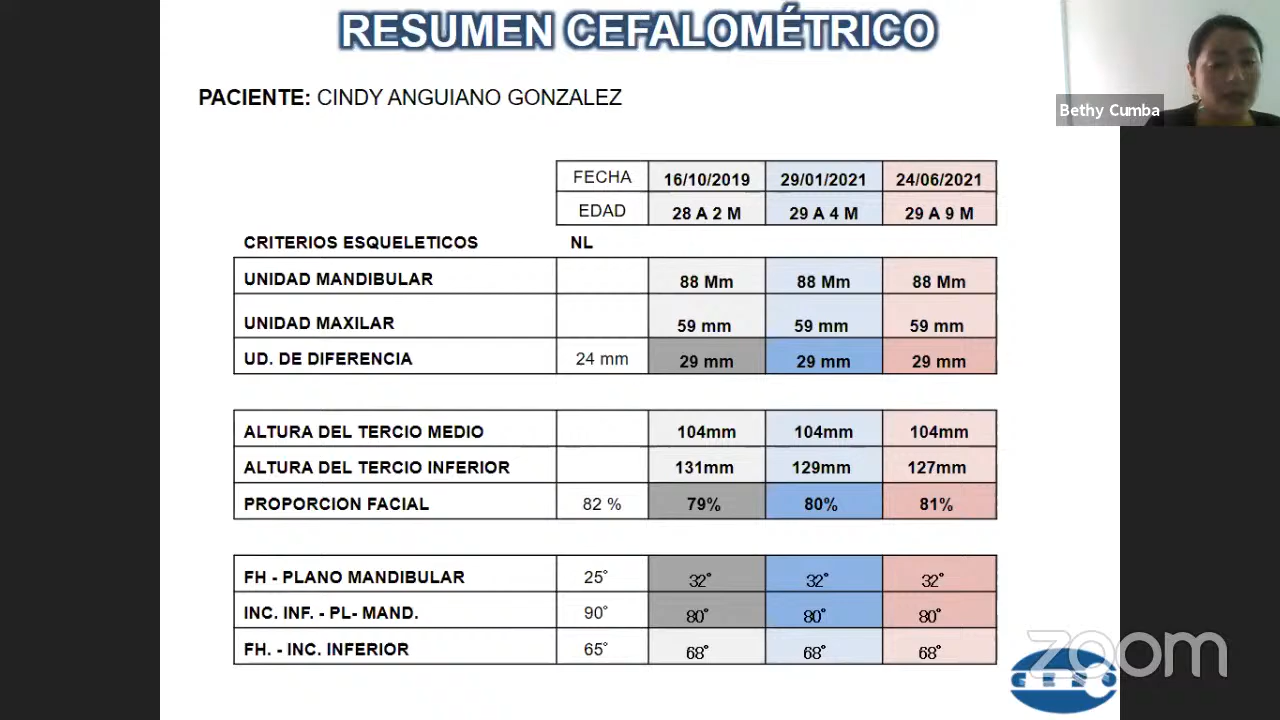 RESUMEN CEFALOMÉTRICO
PACIENTE: CINDY ANGUIANO GONZALEZ
Bethy Cumba
FECHA 16/10/2019 29/01/2021 24/06/2021
EDAD 28 A 2 M 29 A 4 M 29 A 9 M
CRITERIOS ESQUELETICOS NL
UNIDAD MANDIBULAR 88 Mm 88 Mm 88 Mm
UNIDAD MAXILAR 59 mm 59 mm 59 mm
UD. DE DIFERENCIA 24 mm 29 mm 29 mm 29 mm
ALTURA DEL TERCIO MEDIO 104mm 104mm 104mm
ALTURA DEL TERCIO INFERIOR 131mm 129mm 127mm
PROPORCION FACIAL 82 % 79% 80% 81%
FH - PLANO MANDIBULAR 25° 32° 32° 32°
INC. INF. - PL- MAND. 90° 80° 80° 80°
FH. - INC. INFERIOR 65° 68° 68° 68°
zoom